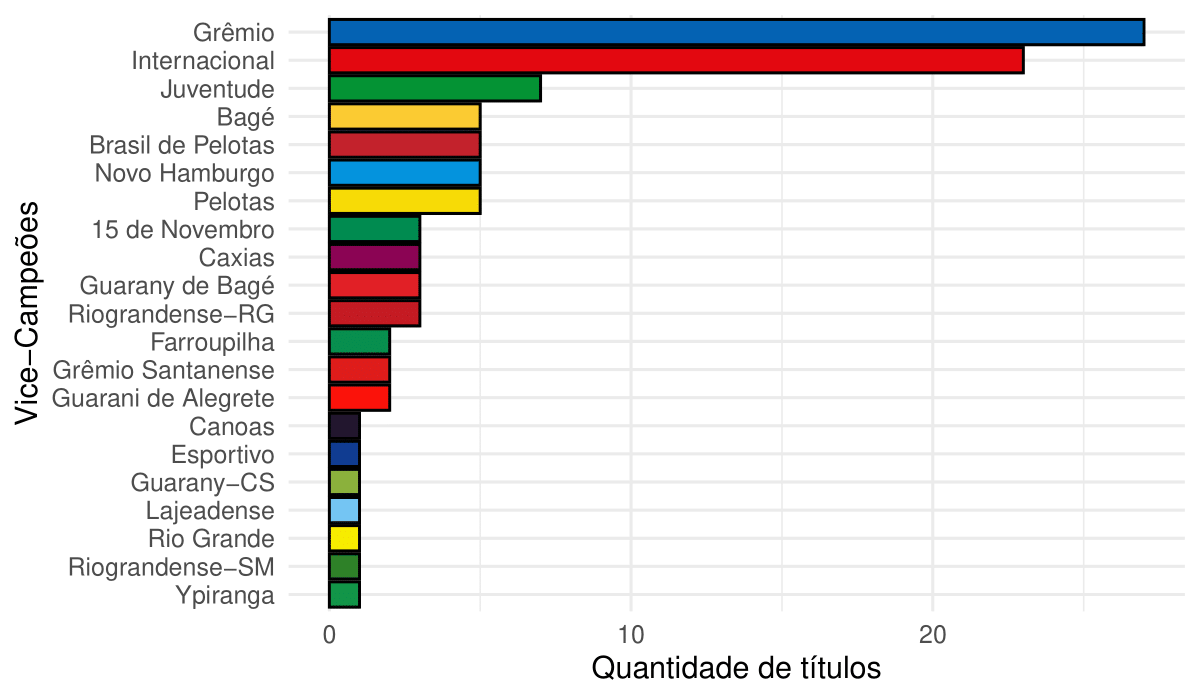 Grêmio
Internacional
Juventude
Bagé
Brasil de Pelotas
Novo Hamburgo
Pelotas
15 de Novembro
Caxias
Guarany de Bagé
Riograndense−RG
Farroupilha
Grêmio Santanense
Guarani de Alegrete
Canoas
Esportivo
Guarany−CS
Lajeadense
Rio Grande
Riograndense−SM
Ypiranga
Vice−Campeões
0 10 20
Quantidade de títulos